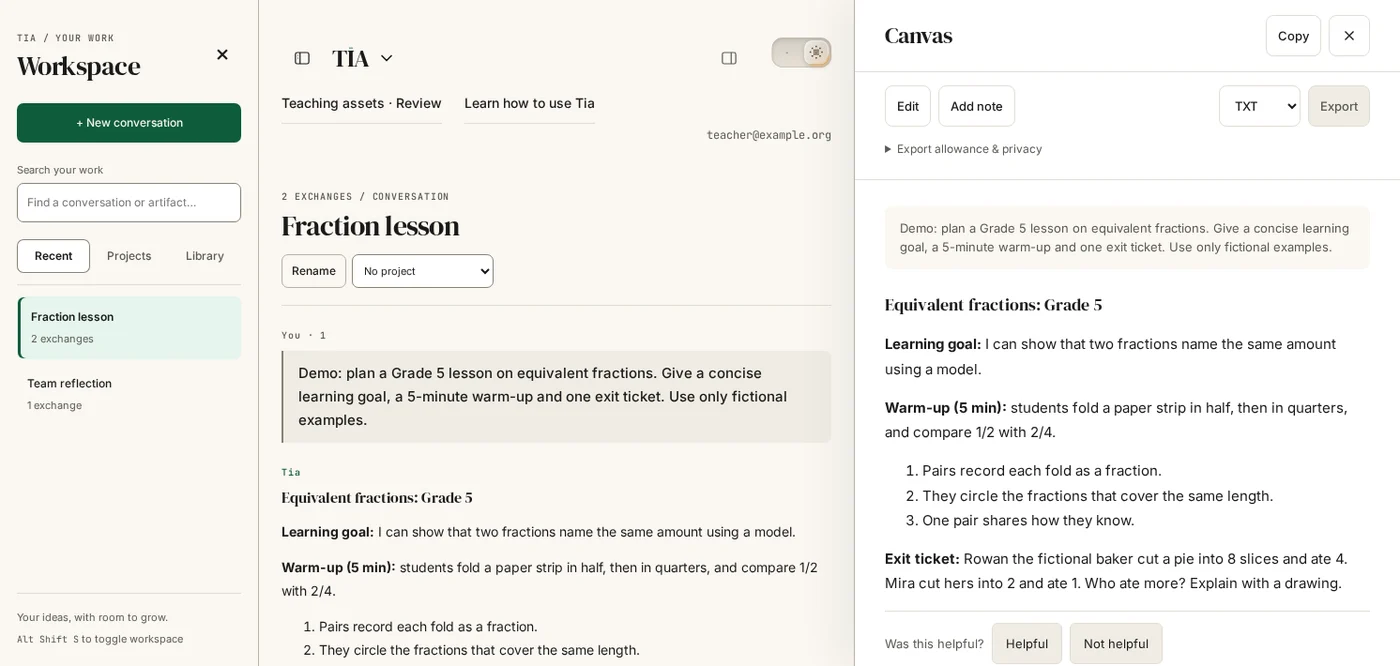 TIA / YOUR WORK
Workspace
+ New conversation
Search your work
Find a conversation or artifact...
Recent
Projects
Library
Fraction lesson
2 exchanges
Team reflection
1 exchange
Your ideas, with room to grow.
Alt Shift S to toggle workspace
TIA
Teaching assets · Review
Learn how to use Tia
teacher@example.org
2 EXCHANGES / CONVERSATION
Fraction lesson
Rename
No project
You · 1
Demo: plan a Grade 5 lesson on equivalent fractions. Give a concise
learning goal, a 5-minute warm-up and one exit ticket. Use only fictional
examples.
Tia
Equivalent fractions: Grade 5
Learning goal: I can show that two fractions name the same amount using a model.
Warm-up (5 min): students fold a paper strip in half, then in quarters, and compare 1/2
with 2/4.
1. Pairs record each fold as a fraction.
2. They circle the fractions that cover the same length.
Canvas
Copy
Edit
Add note
TXT
Export
Export allowance & privacy
Demo: plan a Grade 5 lesson on equivalent fractions. Give a concise learning
goal, a 5-minute warm-up and one exit ticket. Use only fictional examples.
Equivalent fractions: Grade 5
Learning goal: I can show that two fractions name the same amount
using a model.
Warm-up (5 min): students fold a paper strip in half, then in quarters,
and compare 1/2 with 2/4.
1. Pairs record each fold as a fraction.
2. They circle the fractions that cover the same length.
3. One pair shares how they know.
Exit ticket: Rowan the fictional baker cut a pie into 8 slices and ate 4.
Mira cut hers into 2 and ate 1. Who ate more? Explain with a drawing.
Was this helpful?
Helpful
Not helpful